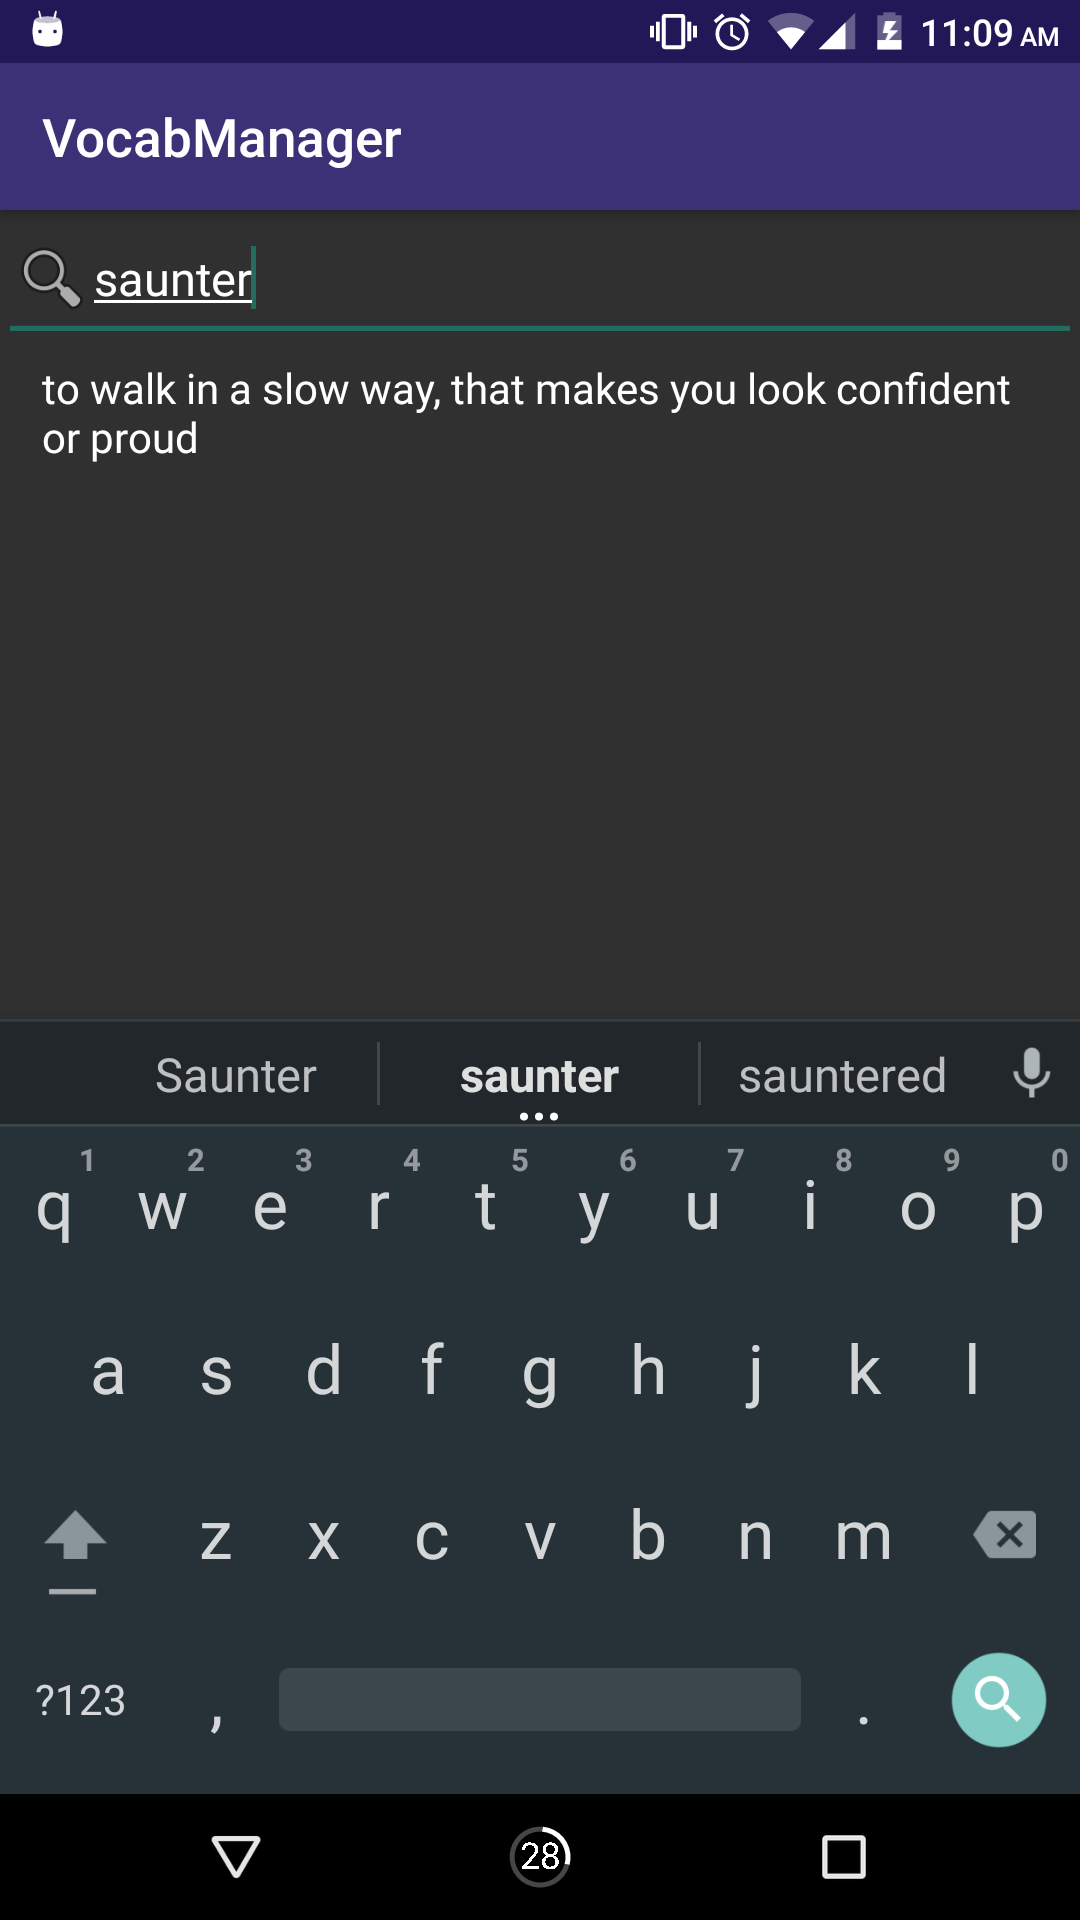 11:09 AM
VocabManager
saunter
to walk in a slow way, that makes you look confident
or proud
Saunter saunter sauntered
1 2 3 4 5 6 7 8 9 0
q w e r t y u i o p
a s d f g h j k l
z x c v b n m
?123 , .
28